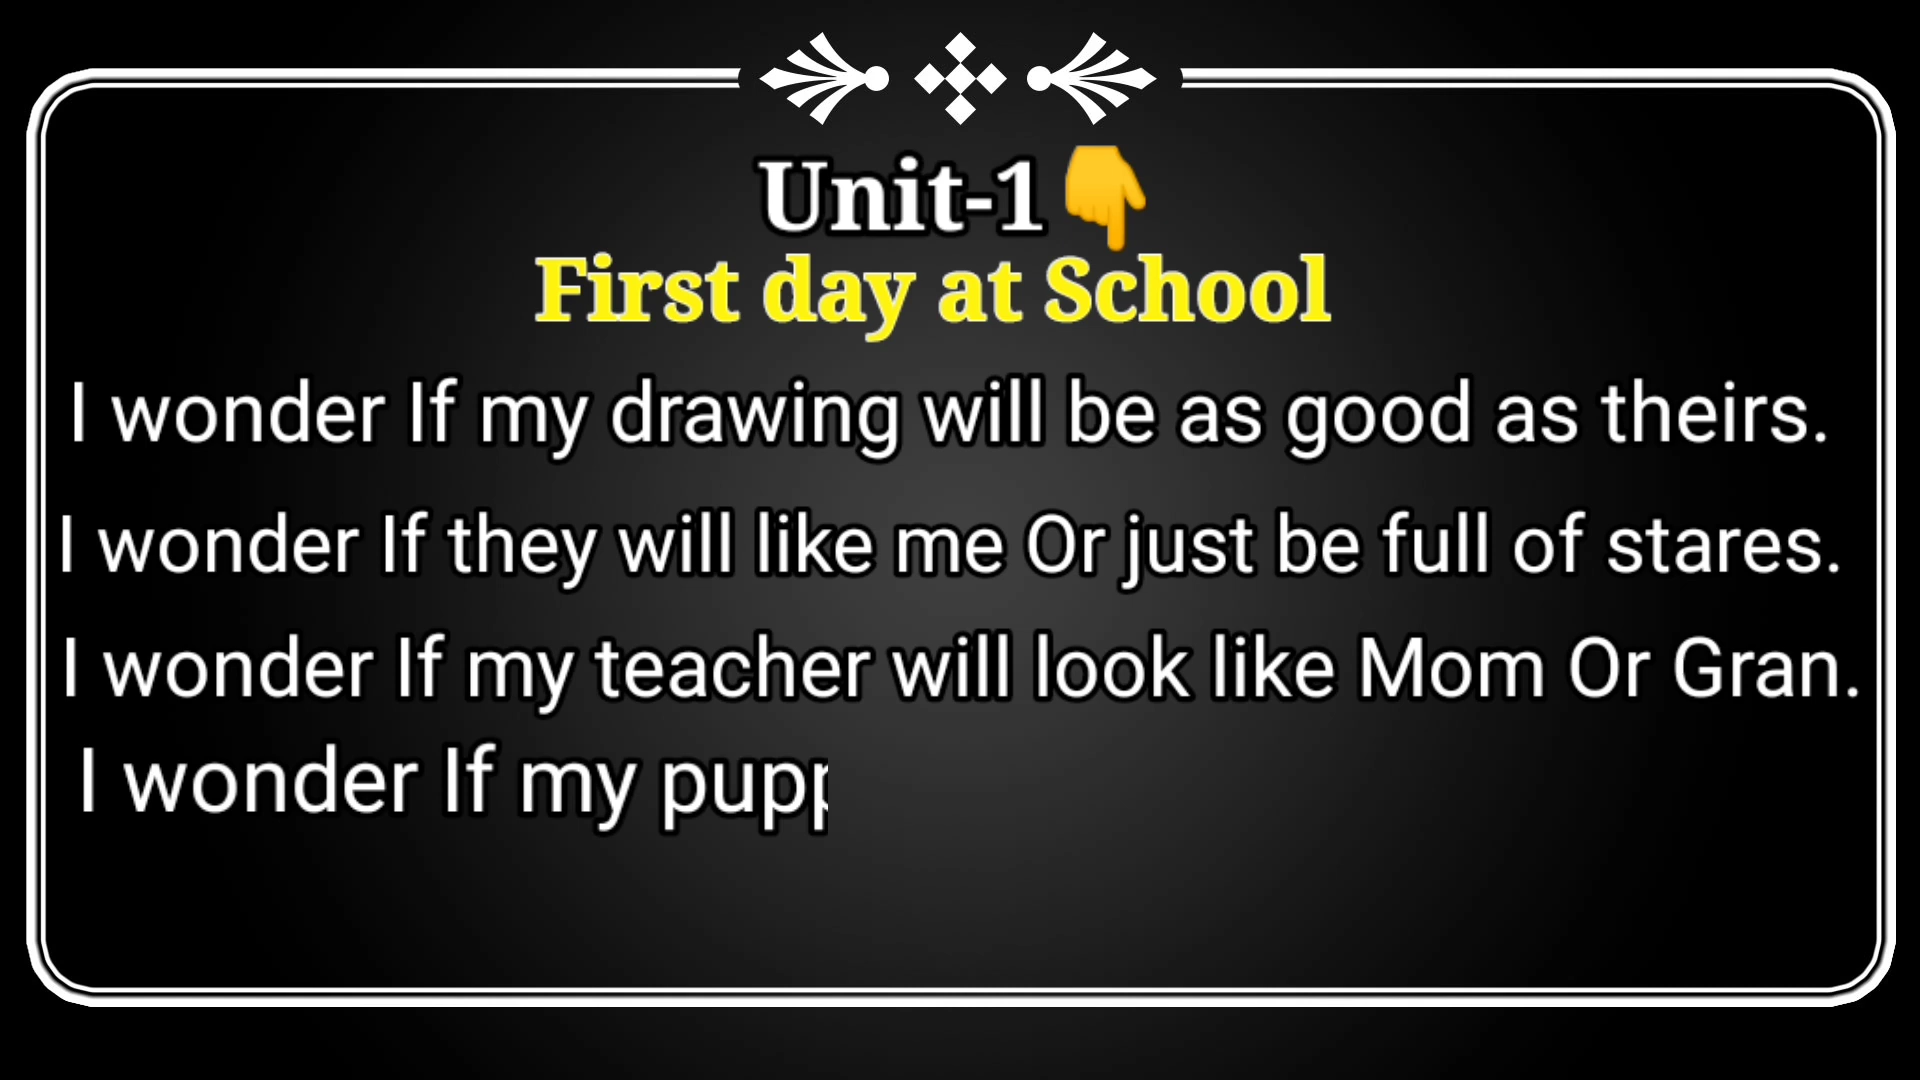 Unit-1👇
First day at School
I wonder If my drawing will be as good as theirs.
I wonder If they will like me Or just be full of stares.
I wonder If my teacher will look like Mom Or Gran.
I wonder If my